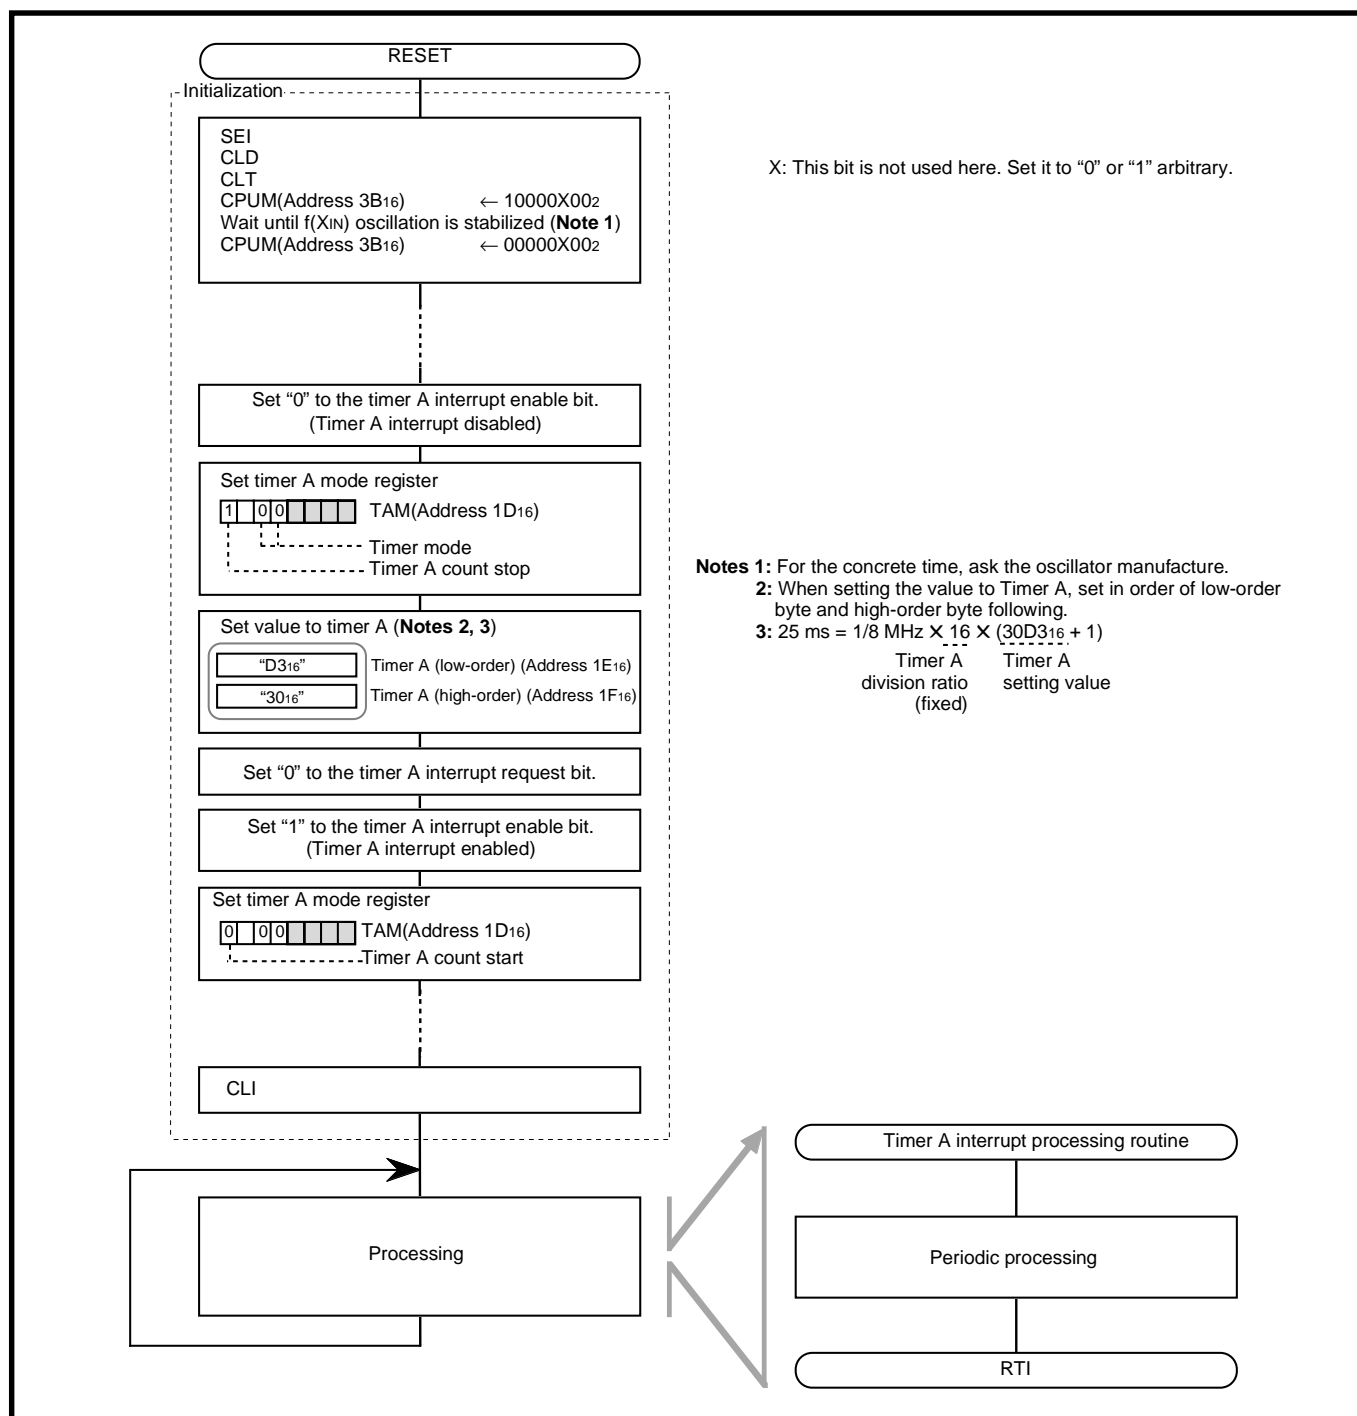 RESET
Initialization
SEI
CLD
CLT
CPUM(Address 3B16) ← 10000X002
Wait until f(XIN) oscillation is stabilized (Note 1)
CPUM(Address 3B16) ← 00000X002
X: This bit is not used here. Set it to “0” or “1” arbitrary.
Set “0” to the timer A interrupt enable bit.
(Timer A interrupt disabled)
Set timer A mode register
1 0 0 TAM(Address 1D16)
Timer mode
Timer A count stop
Set value to timer A (Notes 2, 3)
“D316” Timer A (low-order) (Address 1E16)
“3016” Timer A (high-order) (Address 1F16)
Notes 1: For the concrete time, ask the oscillator manufacture.
2: When setting the value to Timer A, set in order of low-order
byte and high-order byte following.
3: 25 ms = 1/8 MHz ✕ 16 ✕ (30D316 + 1)
Timer A Timer A
division ratio setting value
(fixed)
Set “0” to the timer A interrupt request bit.
Set “1” to the timer A interrupt enable bit.
(Timer A interrupt enabled)
Set timer A mode register
0 0 0 TAM(Address 1D16)
Timer A count start
CLI
Processing
Timer A interrupt processing routine
Periodic processing
RTI